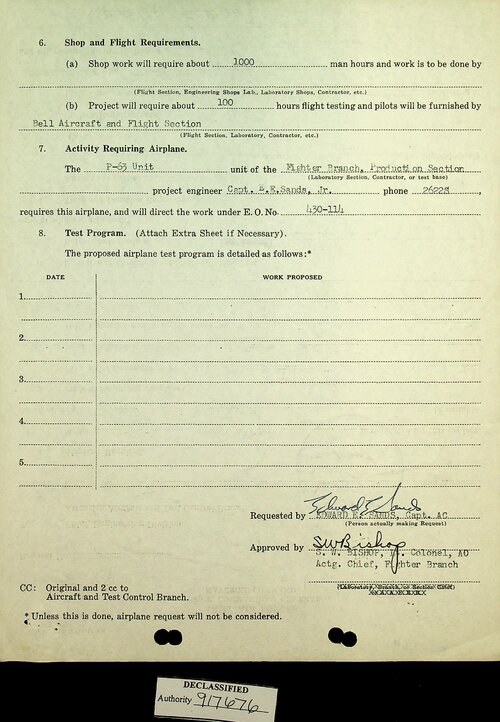 6. Shop and Flight Requirements.
(a) Shop work will require about 1000 man hours and work is to be done by
(Flight Section, Engineering Shops Lab., Laboratory Shops, Contractor, etc.)
(b) Project will require about 100 hours flight testing and pilots will be furnished by
Bell Aircraft and Flight Section
(Flight Section, Laboratory, Contractor, etc.)
7. Activity Requiring Airplane.
The P-63 Unit unit of the Fighter Branch, Production Section
(Laboratory Section, Contractor, or test base)
project engineer Capt. E.E.Sands, Jr. phone 26228,
requires this airplane, and will direct the work under E. O. No. 430-114
8. Test Program. (Attach Extra Sheet if Necessary).
The proposed airplane test program is detailed as follows:*
DATE WORK PROPOSED
1.
2.
3.
4.
5.
Edward E Sands
Requested by EDWARD E. SANDS, Capt. AC
(Person actually making Request)
SWBishop
Approved by S. W. BISHOP, Lt. Colonel, AC
Actg. Chief, Fighter Branch
CC: Original and 2 cc to
Aircraft and Test Control Branch.
* Unless this is done, airplane request will not be considered.
DECLASSIFIED
Authority 917676